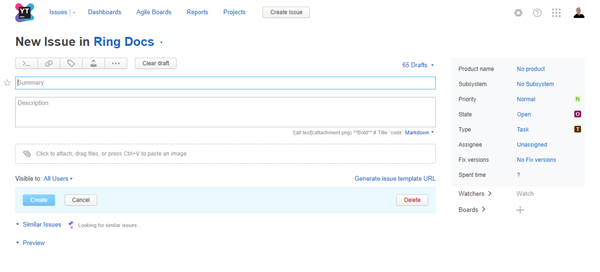 YT
Issues
Dashboards
Agile Boards
Reports
Projects
Create Issue
New Issue in Ring Docs
Clear draft
65 Drafts
Summary
Description
![alt text](attachment.png) **Bold** # Title `code` Markdown
Click to attach, drag files, or press Ctrl+V to paste an image
Visible to: All Users
Generate issue template URL
Create
Cancel
Delete
Similar Issues
Looking for similar issues.
Preview
Product name No product
Subsystem No Subsystem
Priority Normal N
State Open O
Type Task T
Assignee Unassigned
Fix versions No Fix versions
Spent time ?
Watchers Watch
Boards